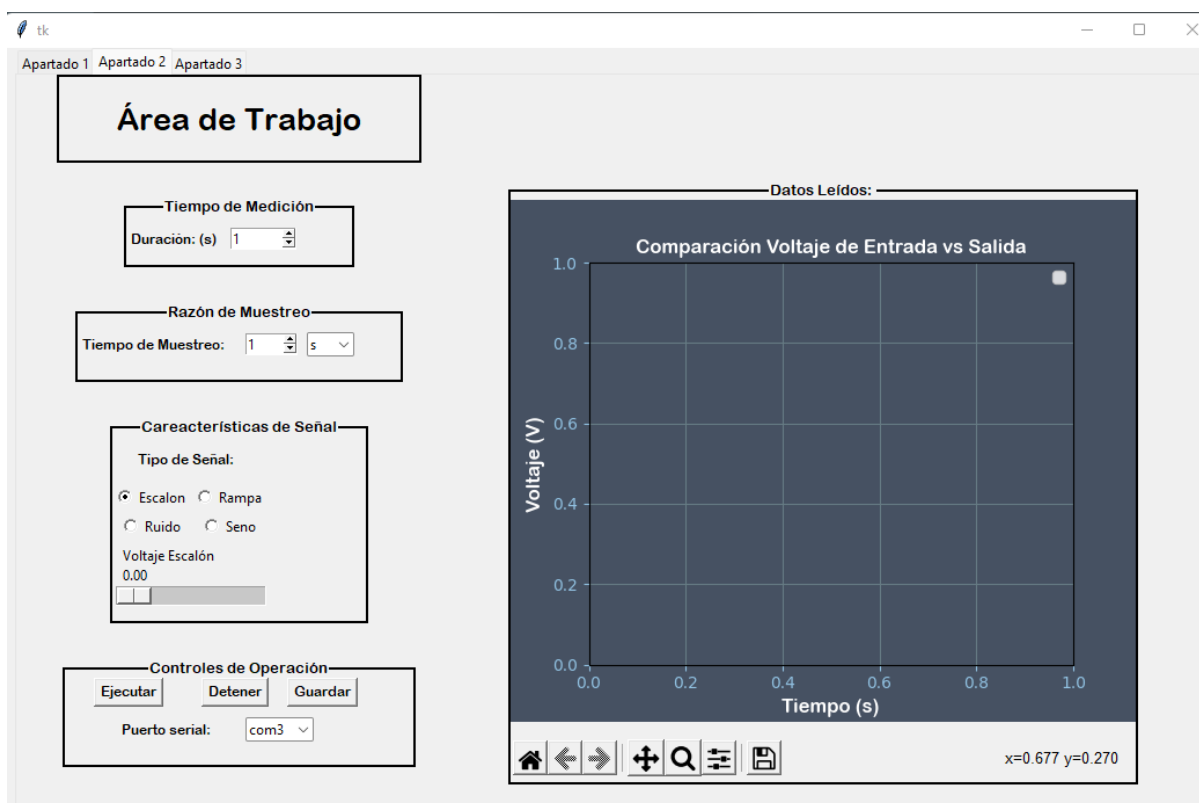 tk
Apartado 1 Apartado 2 Apartado 3
Área de Trabajo
Tiempo de Medición
Duración: (s) 1
Razón de Muestreo
Tiempo de Muestreo: 1 s
Careacterísticas de Señal
Tipo de Señal:
Escalon Rampa
Ruido Seno
Voltaje Escalón
0.00
Controles de Operación
Ejecutar Detener Guardar
Puerto serial: com3
Datos Leídos:
Comparación Voltaje de Entrada vs Salida
1.0
0.8
0.6
0.4
0.2
0.0
Voltaje (V)
0.0 0.2 0.4 0.6 0.8 1.0
Tiempo (s)
x=0.677 y=0.270